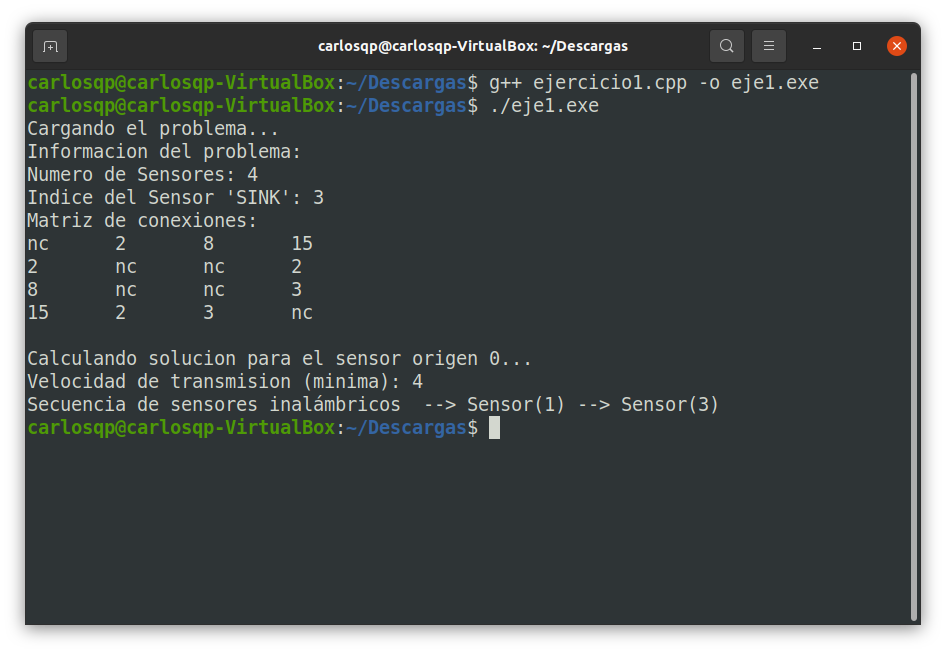 carlosqp@carlosqp-VirtualBox: ~/Descargas
carlosqp@carlosqp-VirtualBox:~/Descargas$ g++ ejercicio1.cpp -o eje1.exe
carlosqp@carlosqp-VirtualBox:~/Descargas$ ./eje1.exe
Cargando el problema...
Informacion del problema:
Numero de Sensores: 4
Indice del Sensor 'SINK': 3
Matriz de conexiones:
nc 2 8 15
2 nc nc 2
8 nc nc 3
15 2 3 nc
Calculando solucion para el sensor origen 0...
Velocidad de transmision (minima): 4
Secuencia de sensores inalámbricos  --> Sensor(1) --> Sensor(3)
carlosqp@carlosqp-VirtualBox:~/Descargas$